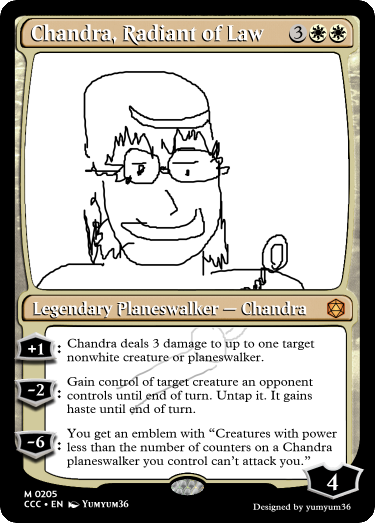 Chandra, Radiant of Law 3
Legendary Planeswalker — Chandra
+1: Chandra deals 3 damage to up to one target
nonwhite creature or planeswalker.
-2: Gain control of target creature an opponent
controls until end of turn. Untap it. It gains
haste until end of turn.
-6: You get an emblem with “Creatures with power
less than the number of counters on a Chandra
planeswalker you control can’t attack you.”
4
M 0205
CCC • EN Yumyum36
Designed by yumyum36